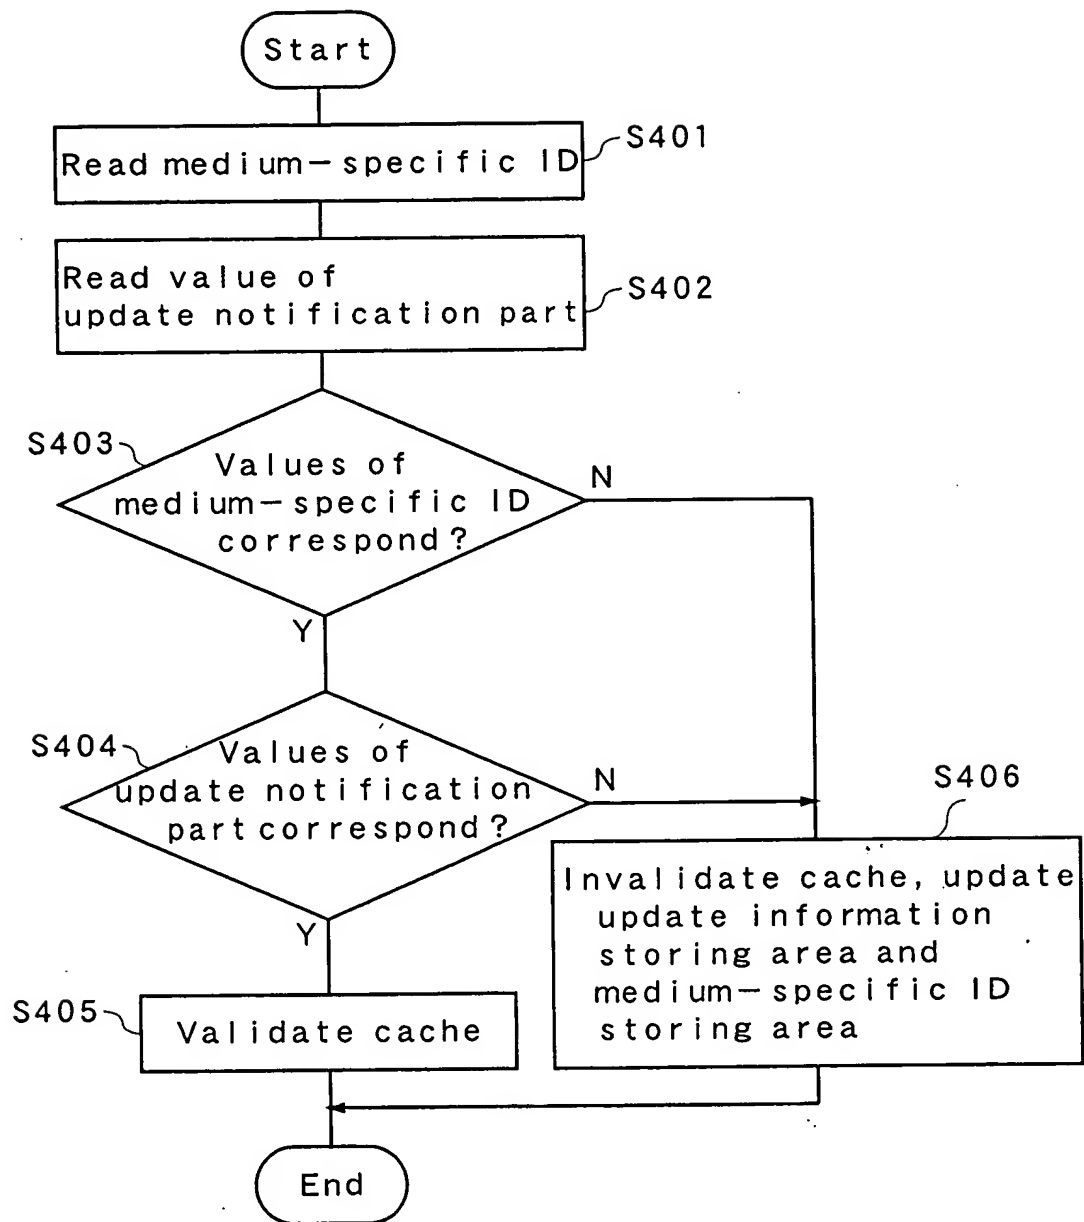 Start
Read medium-specific ID
S401
Read value of
update notification part
S402
S403
Values of
medium-specific ID
correspond?
N
Y
S404
Values of
update notification
part correspond?
N
Y
S406
Invalidate cache, update
update information
storing area and
medium-specific ID
storing area
S405
Validate cache
End